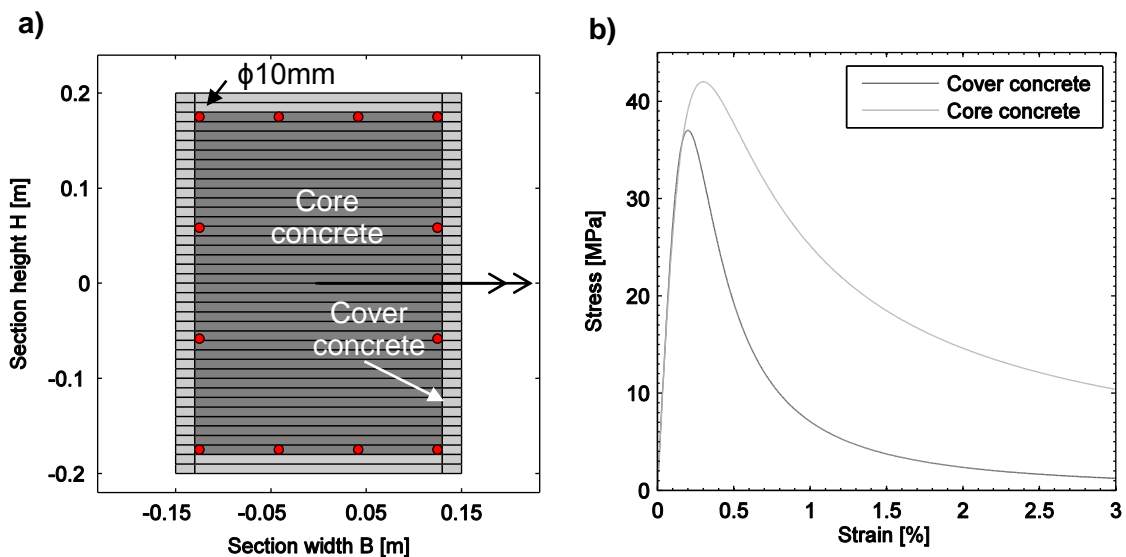 a)
ϕ10mm
0.2
0.1
0
-0.1
-0.2
Section height H [m]
Core
concrete
Cover
concrete
-0.15
-0.05
0.05
0.15
Section width B [m]
b)
Cover concrete
Core concrete
40
30
20
10
0
Stress [MPa]
0
0.5
1
1.5
2
2.5
3
Strain [%]